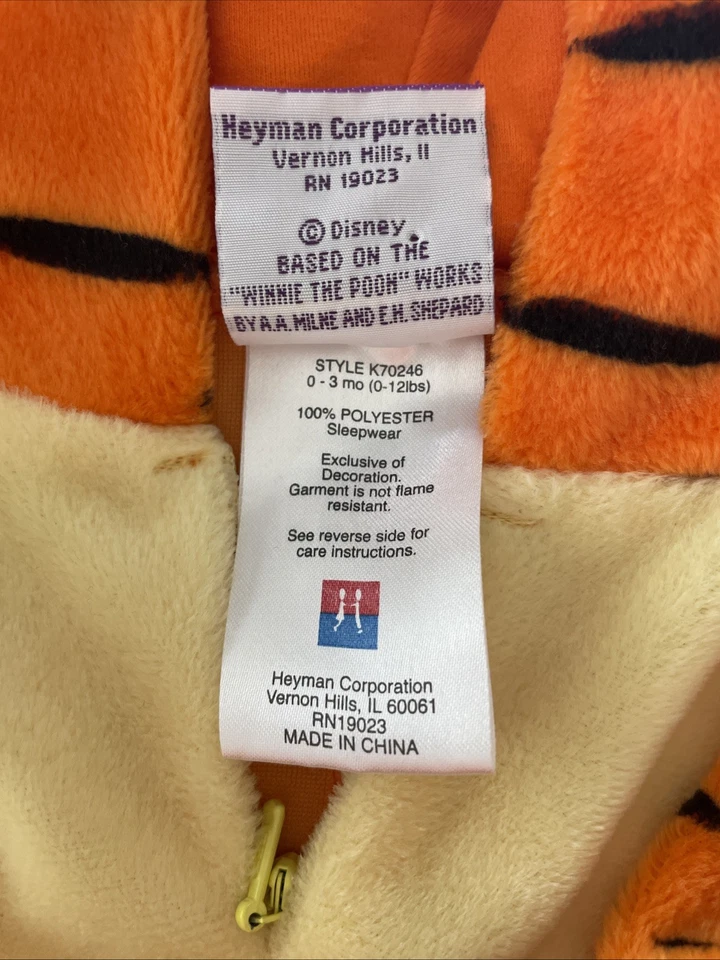 Heyman Corporation
Vernon Hills, Il
RN 19023
© Disney.
BASED ON THE
"WINNIE THE POOH" WORKS
BY A.A. MILNE AND E.H. SHEPARD
STYLE K70246
0 - 3 mo (0-12lbs)
100% POLYESTER
Sleepwear
Exclusive of
Decoration.
Garment is not flame
resistant.
See reverse side for
care instructions.
Heyman Corporation
Vernon Hills, IL 60061
RN19023
MADE IN CHINA